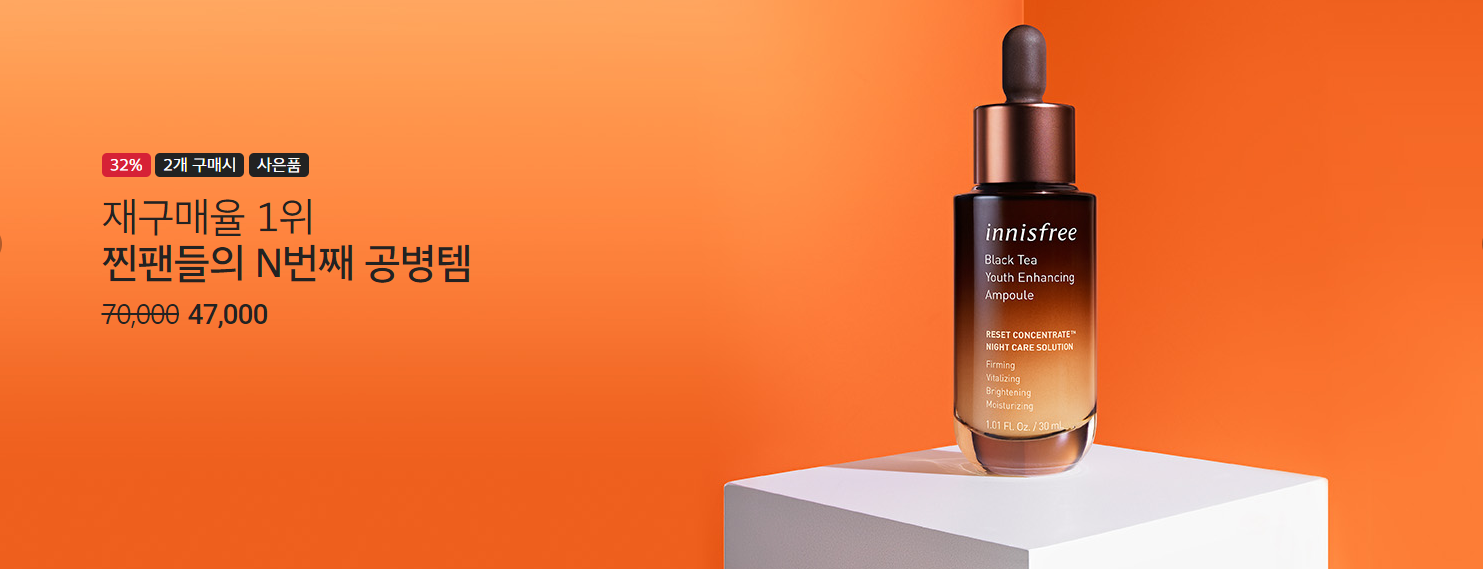 32% 2개 구매시 사은품
재구매율 1위
찐팬들의 N번째 공병템
70,000 47,000
innisfree
Black Tea
Youth Enhancing
Ampoule
RESET CONCENTRATE™
NIGHT CARE SOLUTION
Firming
Vitalizing
Brightening
Moisturizing
1.01 Fl. Oz. / 30 mL